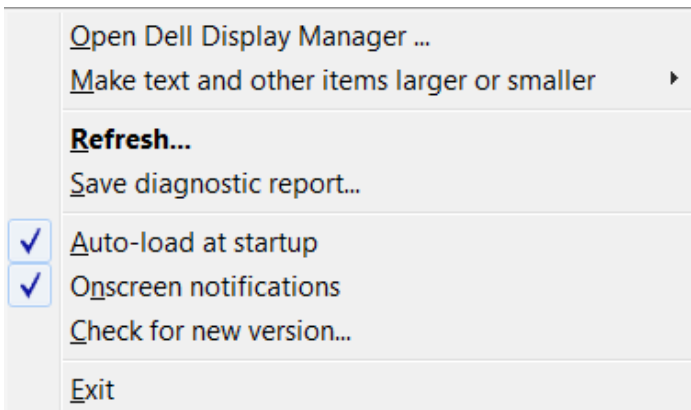 Open Dell Display Manager ...
Make text and other items larger or smaller
Refresh...
Save diagnostic report...
Auto-load at startup
Onscreen notifications
Check for new version...
Exit